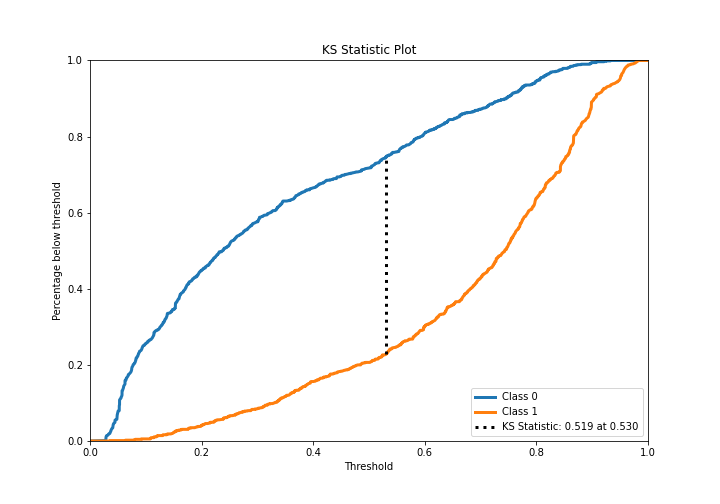 KS Statistic Plot
1.0
0.8
0.6
0.4
0.2
0.0
Percentage below threshold
0.0 0.2 0.4 0.6 0.8 1.0
Threshold
Class 0
Class 1
KS Statistic: 0.519 at 0.530